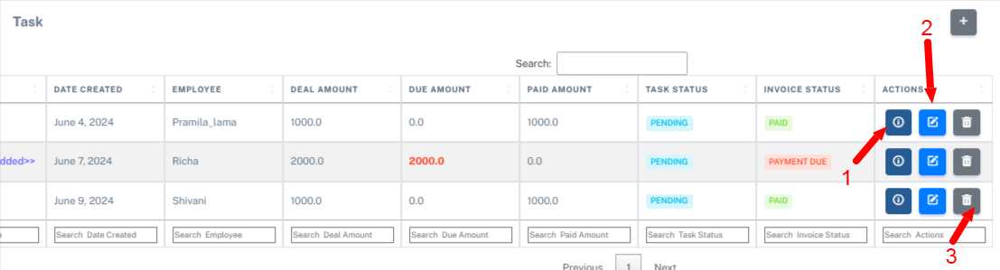 Task
+
2
Search:
DATE CREATED EMPLOYEE DEAL AMOUNT DUE AMOUNT PAID AMOUNT TASK STATUS INVOICE STATUS ACTIONS
June 4, 2024 Pramila_lama 1000.0 0.0 1000.0 PENDING PAID
dded>> June 7, 2024 Richa 2000.0 2000.0 0.0 PENDING PAYMENT DUE
1
June 9, 2024 Shivani 1000.0 0.0 1000.0 PENDING PAID
e Search Date Created Search Employee Search Deal Amount Search Due Amount Search Paid Amount Search Task Status Search Invoice Status Search Actions
3
Previous 1 Next